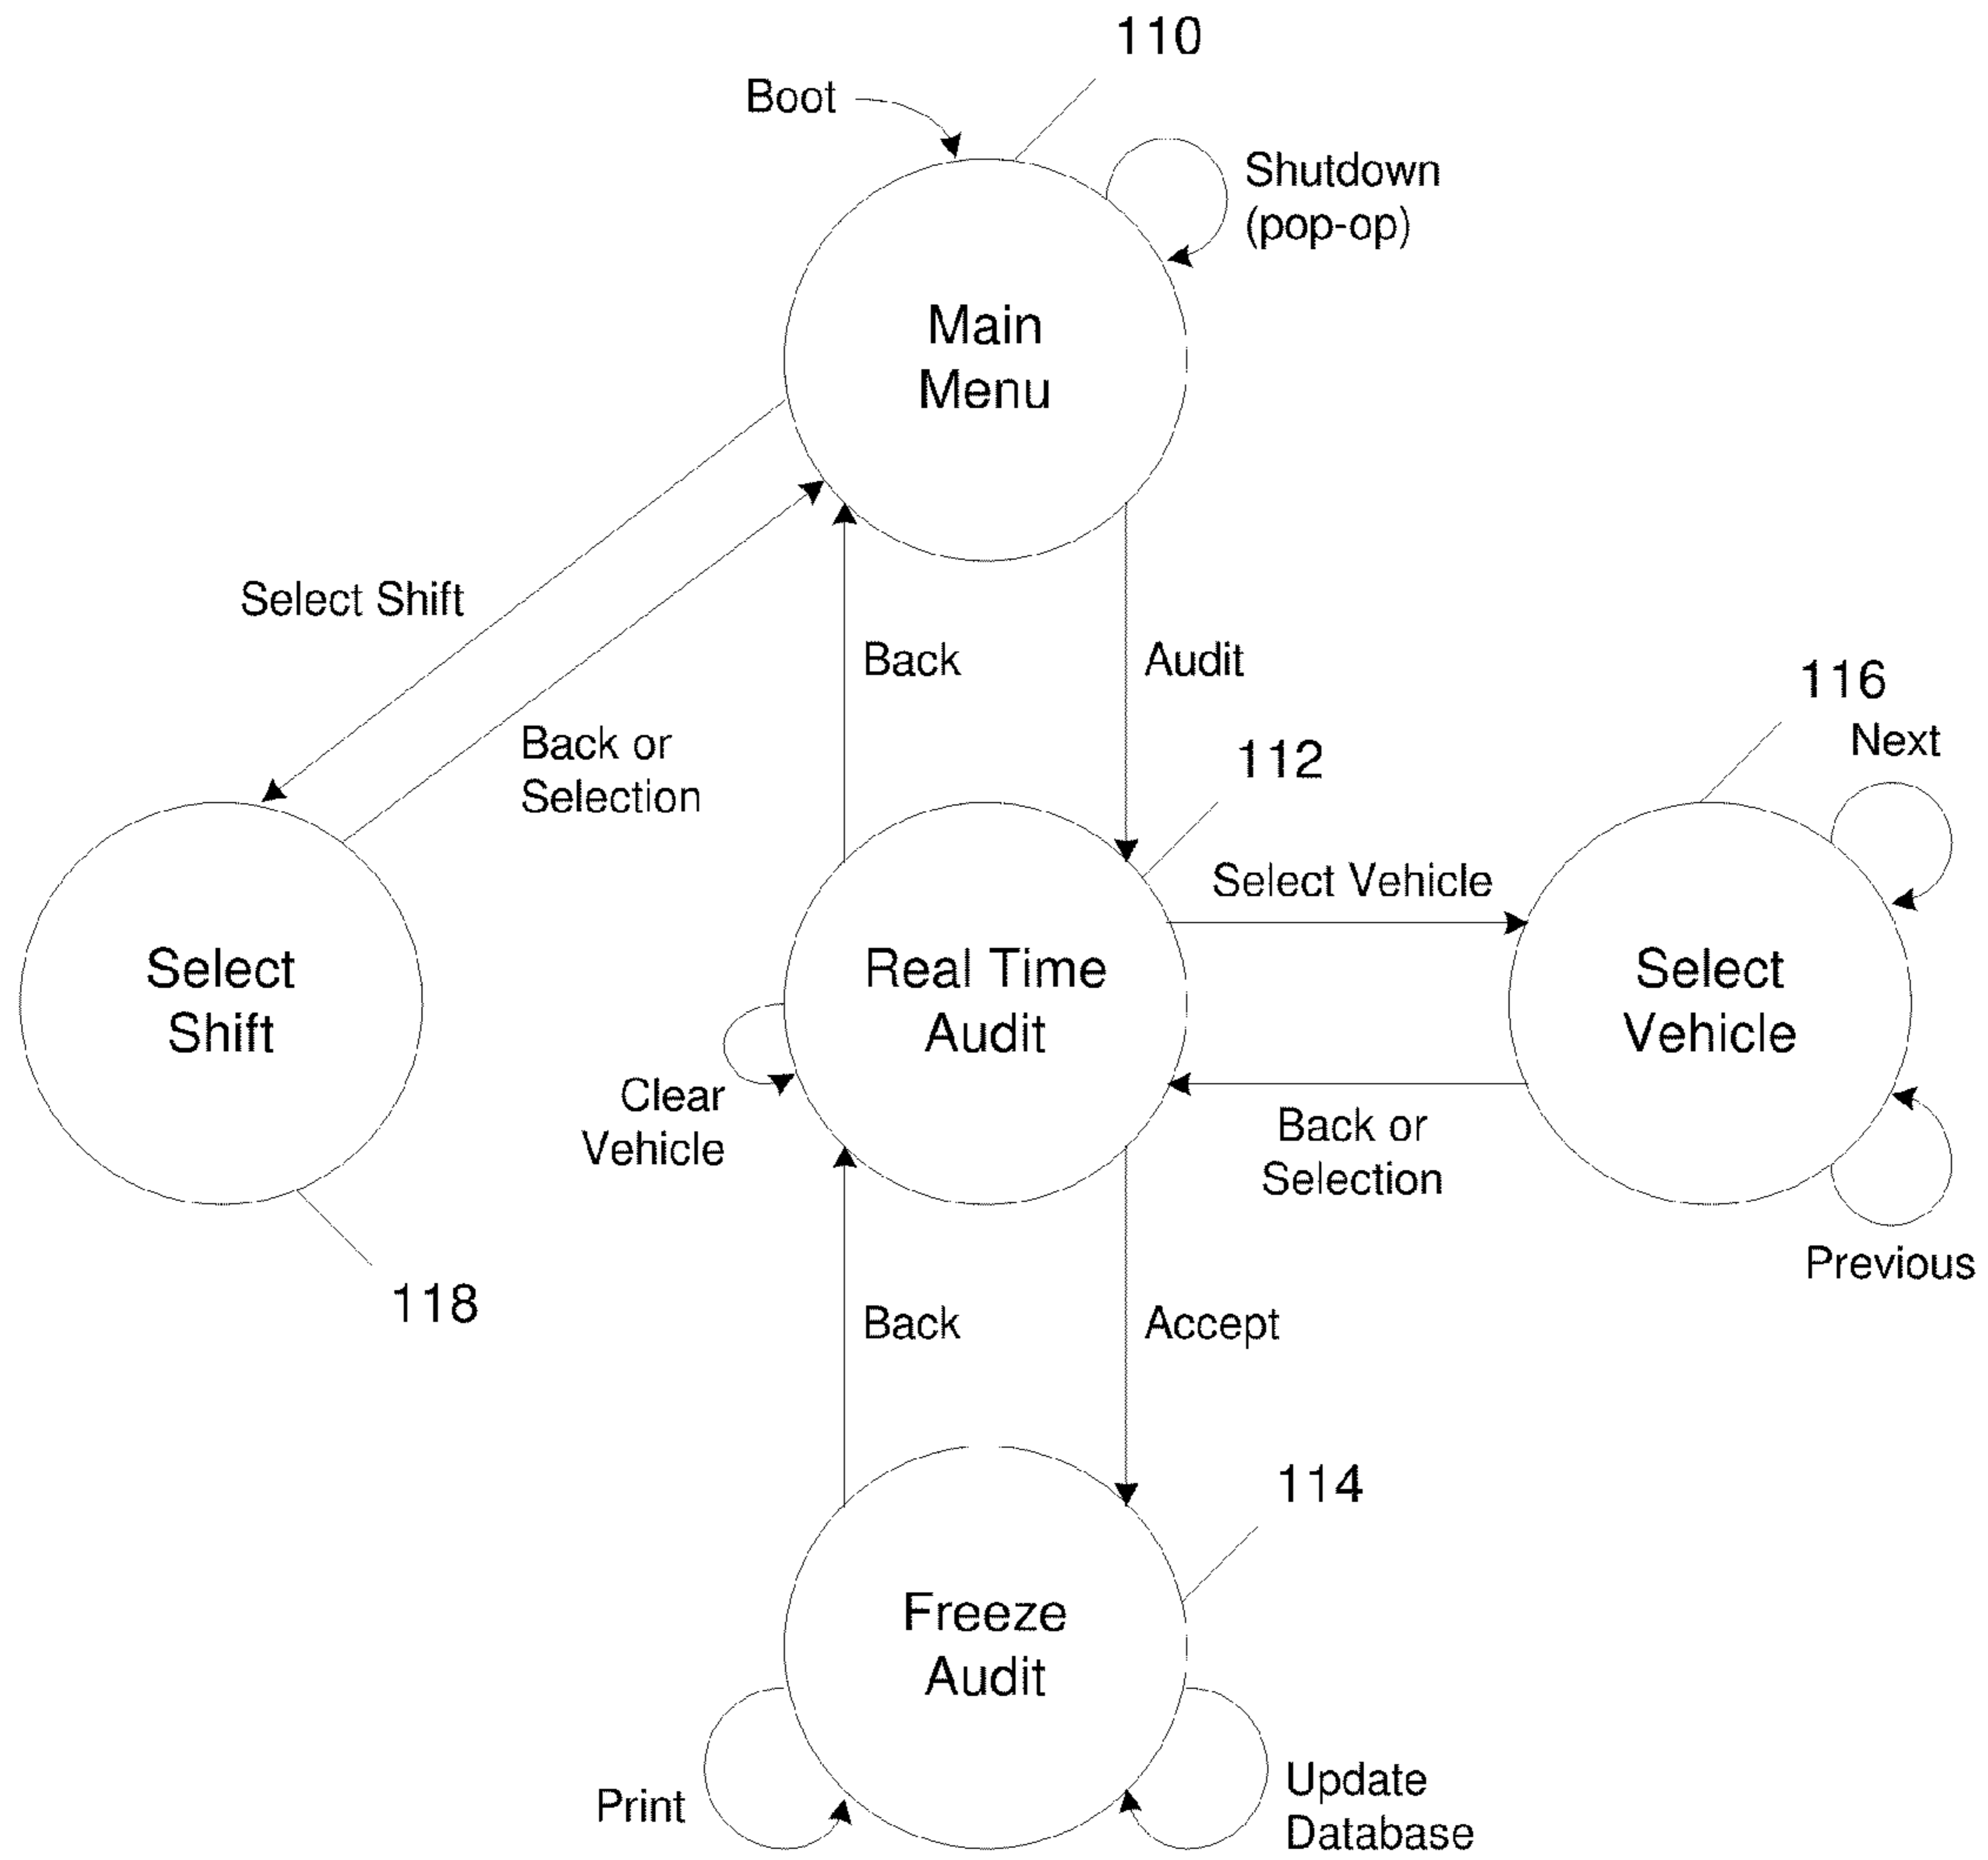 110
Boot
Shutdown
(pop-op)
Main
Menu
Select Shift
Back
Audit
116
Next
Back or
Selection
112
Select Vehicle
Select
Shift
Real Time
Audit
Select
Vehicle
Clear
Vehicle
Back or
Selection
Previous
118
Back
Accept
114
Freeze
Audit
Print
Update
Database